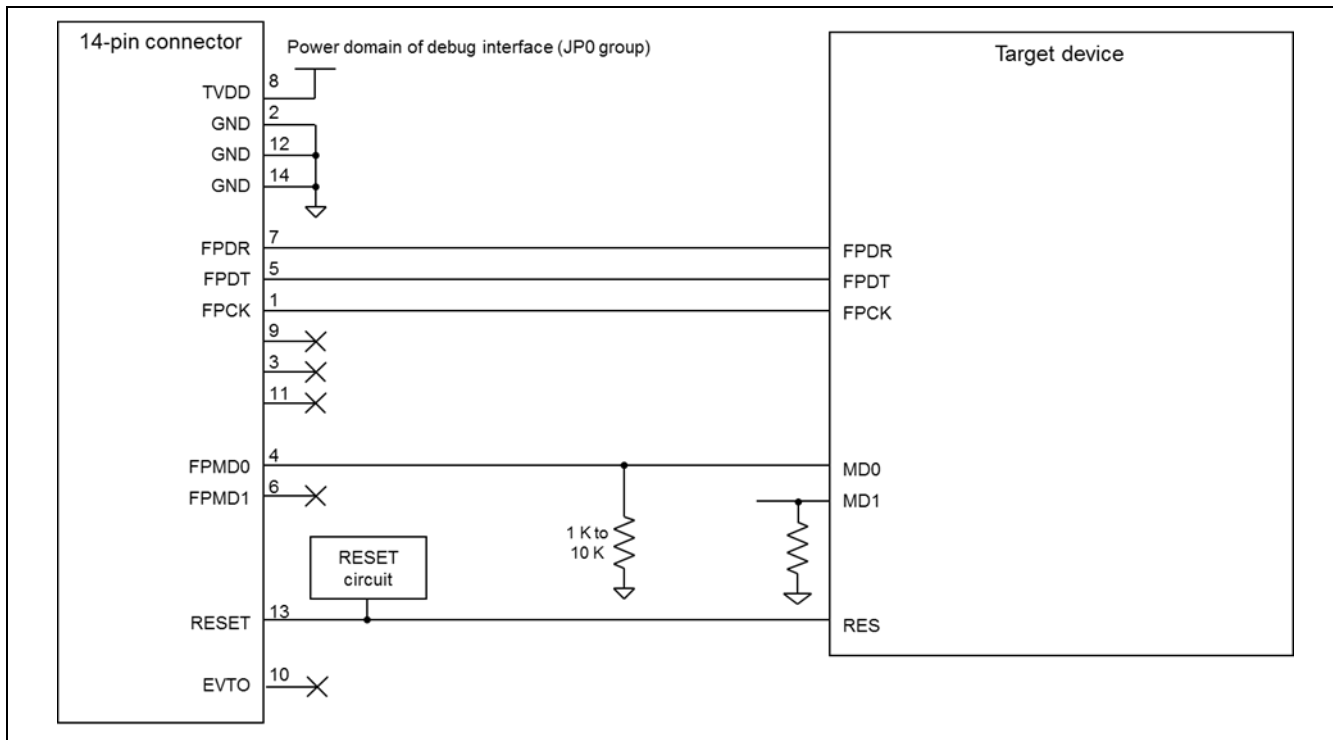 14-pin connector
Power domain of debug interface (JP0 group)
Target device
TVDD 8
GND 2
GND 12
GND 14
FPDR 7 FPDR
FPDT 5 FPDT
FPCK 1 FPCK
9
3
11
FPMD0 4 MD0
FPMD1 6 MD1
1 K to
10 K
RESET
circuit
RESET 13 RES
EVTO 10